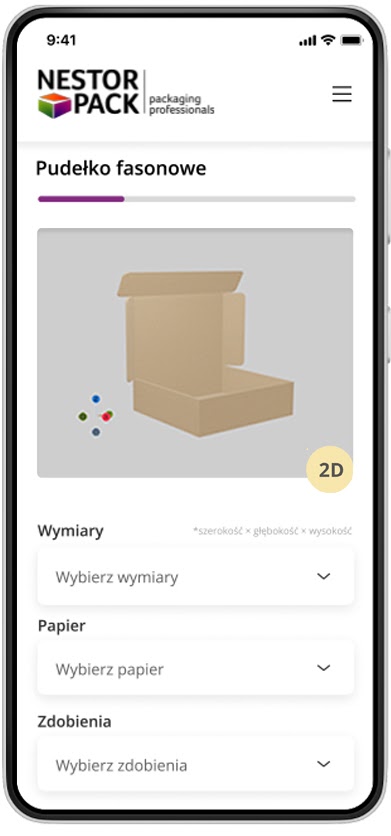 9:41
NESTOR
PACK
packaging
professionals
Pudełko fasonowe
2D
Wymiary
*szerokość × głębokość × wysokość
Wybierz wymiary
Papier
Wybierz papier
Zdobienia
Wybierz zdobienia